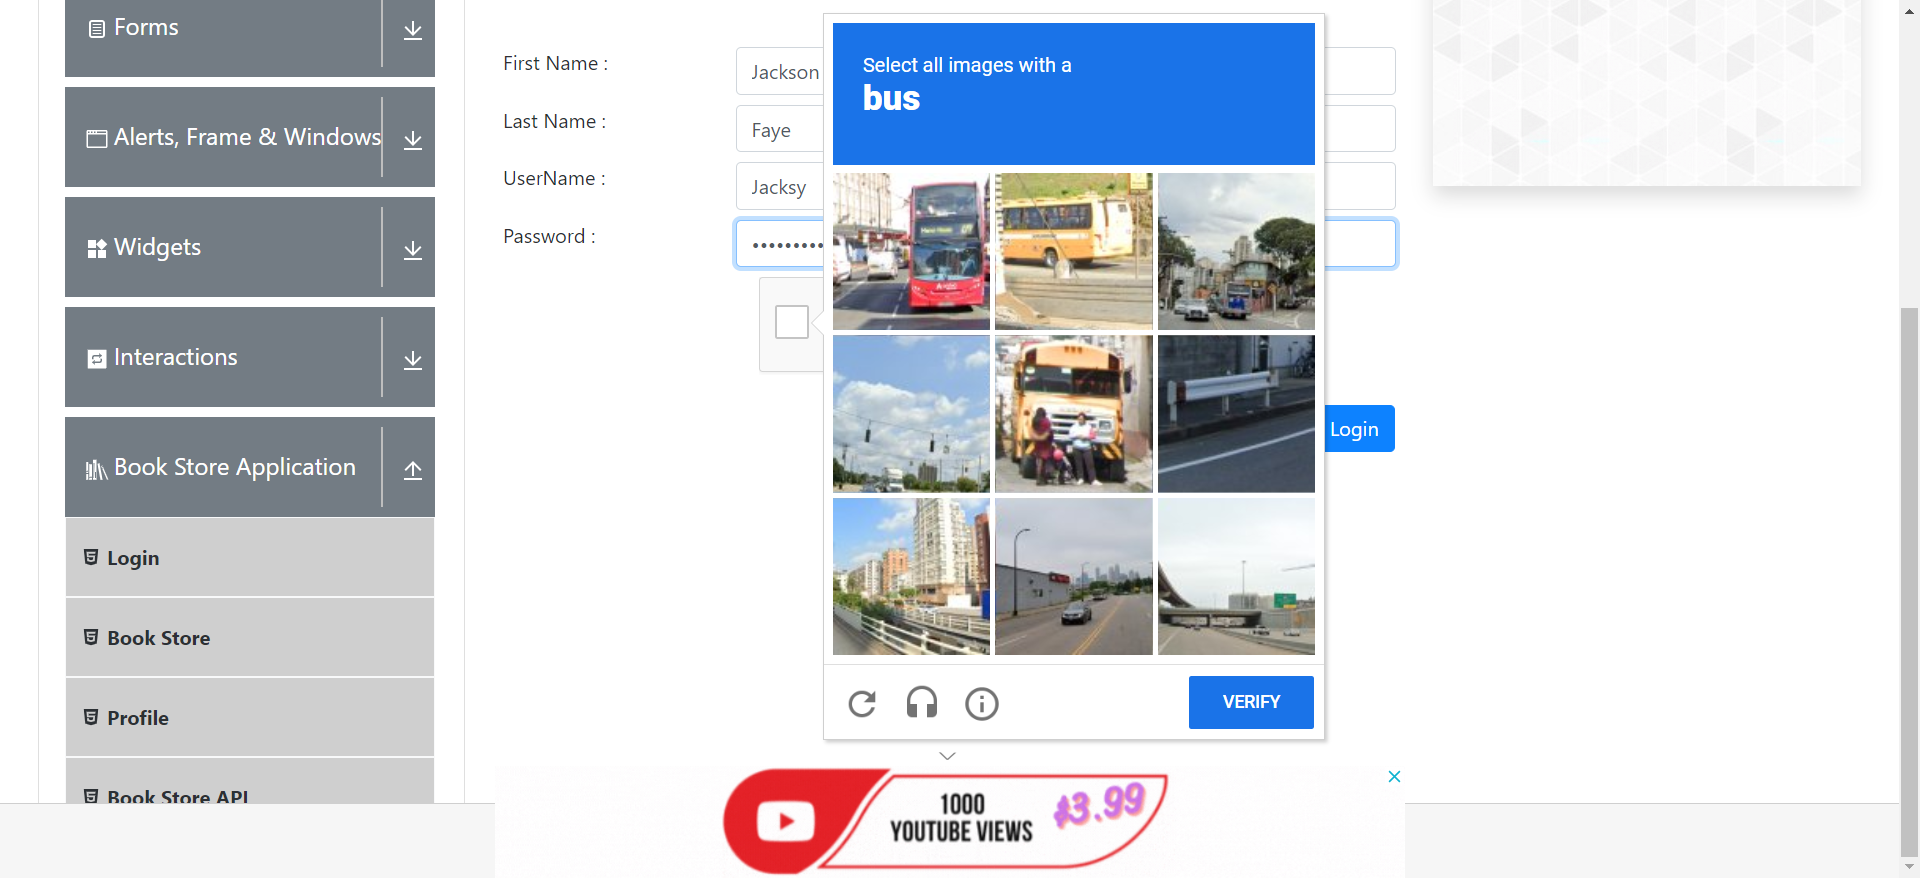 Forms
Alerts, Frame & Windows
Widgets
Interactions
Book Store Application
Login
Book Store
Profile
Book Store API
First Name :
Jackson
Last Name :
Faye
UserName :
Jacksy
Password :
•••••••••
Login
Select all images with a
bus
VERIFY
1000
YOUTUBE VIEWS
$3.99